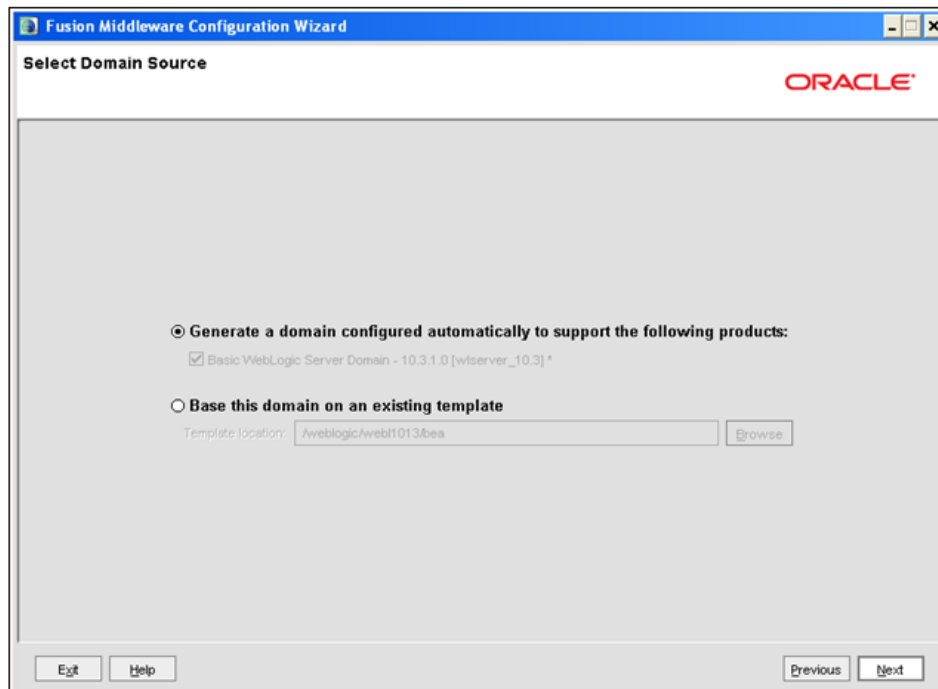 Fusion Middleware Configuration Wizard
Select Domain Source
ORACLE
Generate a domain configured automatically to support the following products:
Basic WebLogic Server Domain - 10.3.1.0 [wlserver_10.3] *
Base this domain on an existing template
Template location: /weblogic/webl1013/bea Browse
Exit Help Previous Next